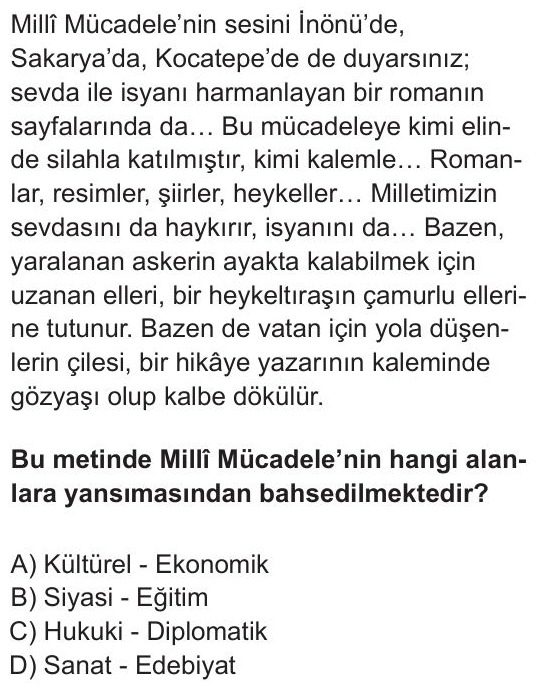 Millî Mücadele’nin sesini İnönü’de,
Sakarya’da, Kocatepe’de de duyarsınız;
sevda ile isyanı harmanlayan bir romanın
sayfalarında da… Bu mücadeleye kimi elin-
de silahla katılmıştır, kimi kalemle… Roman-
lar, resimler, şiirler, heykeller… Milletimizin
sevdasını da haykırır, isyanını da… Bazen,
yaralanan askerin ayakta kalabilmek için
uzanan elleri, bir heykeltıraşın çamurlu elleri-
ne tutunur. Bazen de vatan için yola düşen-
lerin çilesi, bir hikâye yazarının kaleminde
gözyaşı olup kalbe dökülür.
Bu metinde Millî Mücadele’nin hangi alan-
lara yansımasından bahsedilmektedir?
A) Kültürel - Ekonomik
B) Siyasi - Eğitim
C) Hukuki - Diplomatik
D) Sanat - Edebiyat